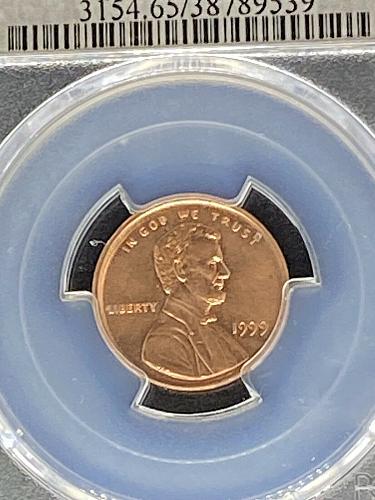 3154.65/38789539
IN GOD WE TRUST
LIBERTY
1999